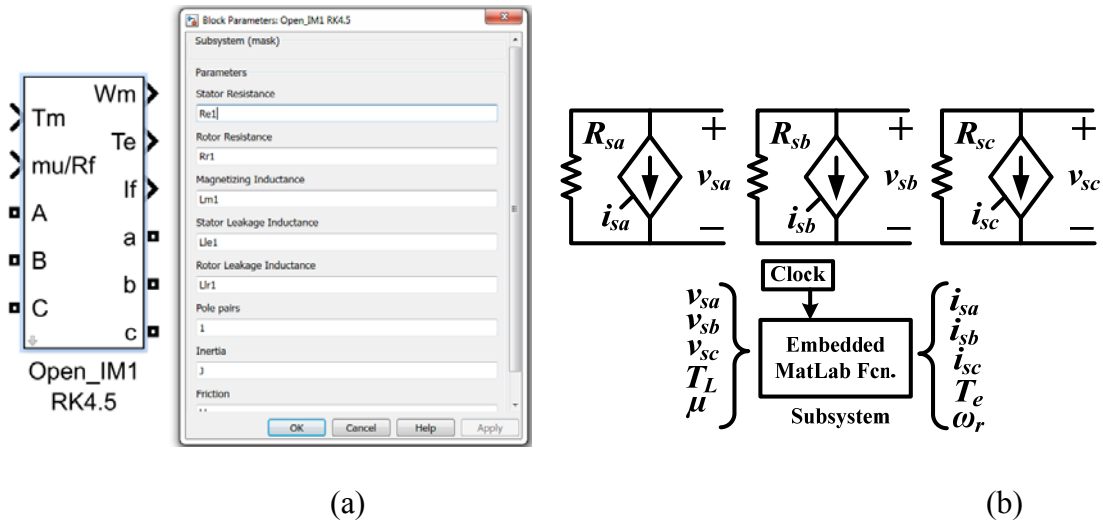 Wm
Tm
Te
mu/Rf
If
A
a
B
b
C
c
Open_IM1
RK4.5
Block Parameters: Open_IM1 RK4.5
Subsystem (mask)
Parameters
Stator Resistance
Re1
Rotor Resistance
Rr1
Magnetizing Inductance
Lm1
Stator Leakage Inductance
Lle1
Rotor Leakage Inductance
Llr1
Pole pairs
1
Inertia
J
Friction
OK Cancel Help Apply
(a)
Rsa isa + vsa −
Rsb isb + vsb −
Rsc isc + vsc −
Clock
vsa
vsb
vsc
TL
μ
Embedded
MatLab Fcn.
Subsystem
isa
isb
isc
Te
ωr
(b)